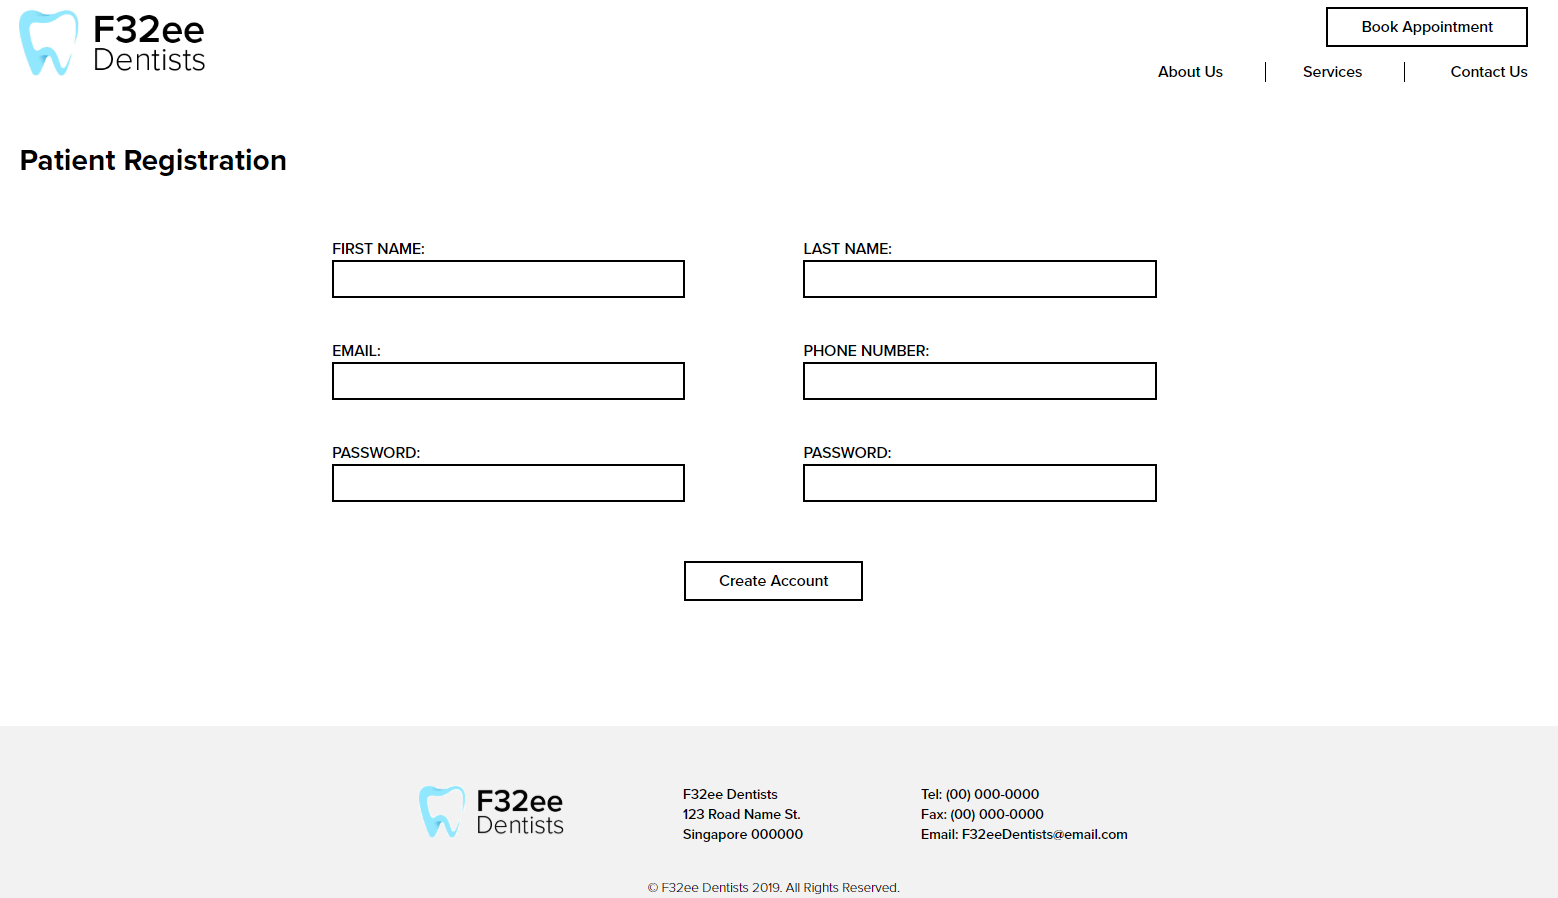 F32ee
Dentists
Book Appointment
About Us
Services
Contact Us
Patient Registration
FIRST NAME:
LAST NAME:
EMAIL:
PHONE NUMBER:
PASSWORD:
PASSWORD:
Create Account
F32ee
Dentists
F32ee Dentists
123 Road Name St.
Singapore 000000
Tel: (00) 000-0000
Fax: (00) 000-0000
Email: F32eeDentists@email.com
© F32ee Dentists 2019. All Rights Reserved.